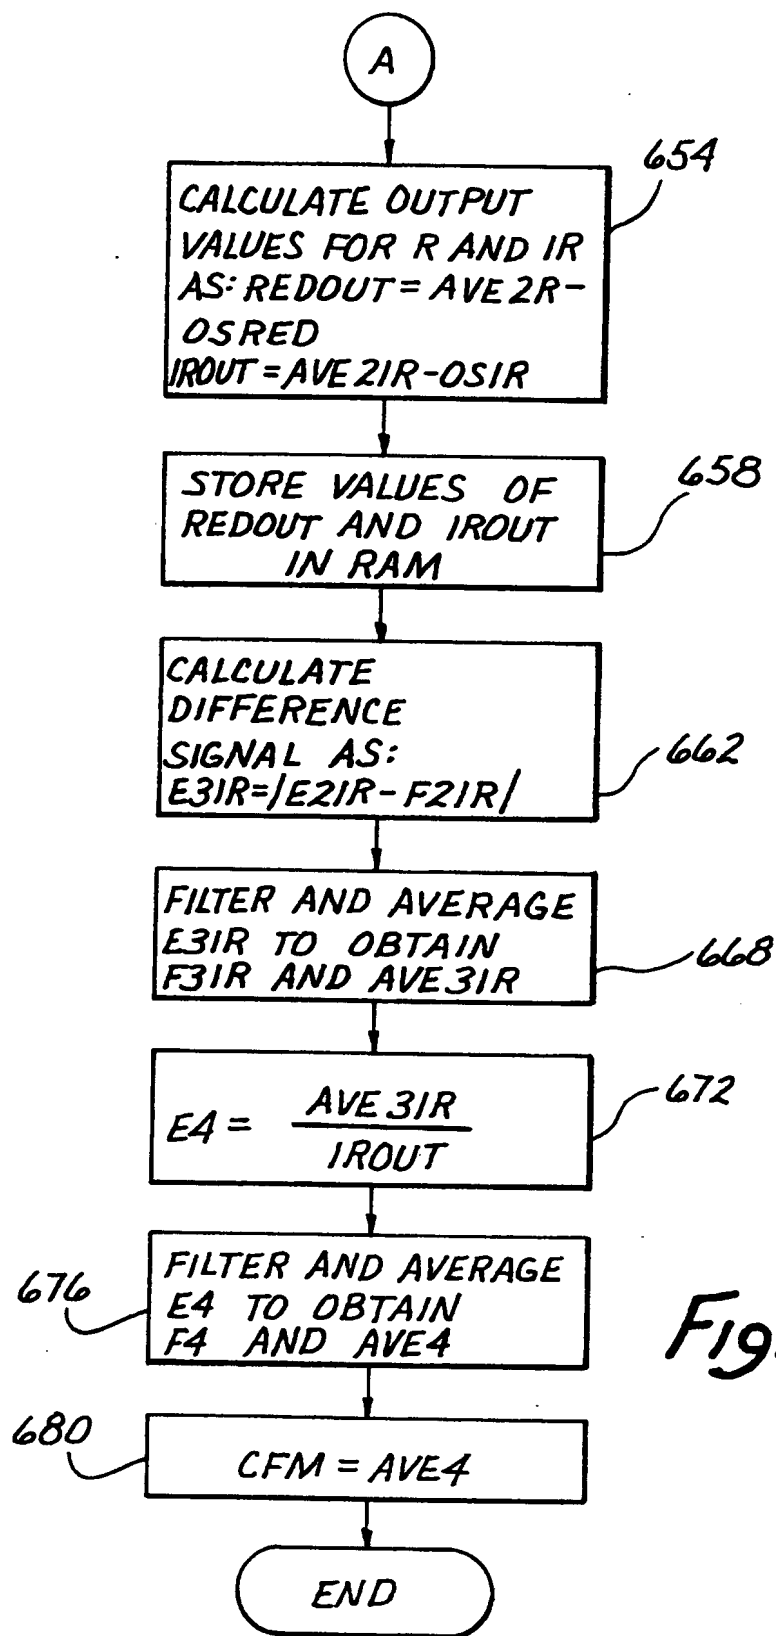 A
654
CALCULATE OUTPUT
VALUES FOR R AND IR
AS: REDOUT = AVE2R-
OSRED
IROUT = AVE2IR-OSIR
658
STORE VALUES OF
REDOUT AND IROUT
IN RAM
CALCULATE
DIFFERENCE
SIGNAL AS:
E3IR=/E2IR-F2IR/
662
FILTER AND AVERAGE
E3IR TO OBTAIN
F3IR AND AVE3IR
668
E4 = AVE3IR
IROUT
672
676
FILTER AND AVERAGE
E4 TO OBTAIN
F4 AND AVE4
Fig.
680
CFM = AVE4
END